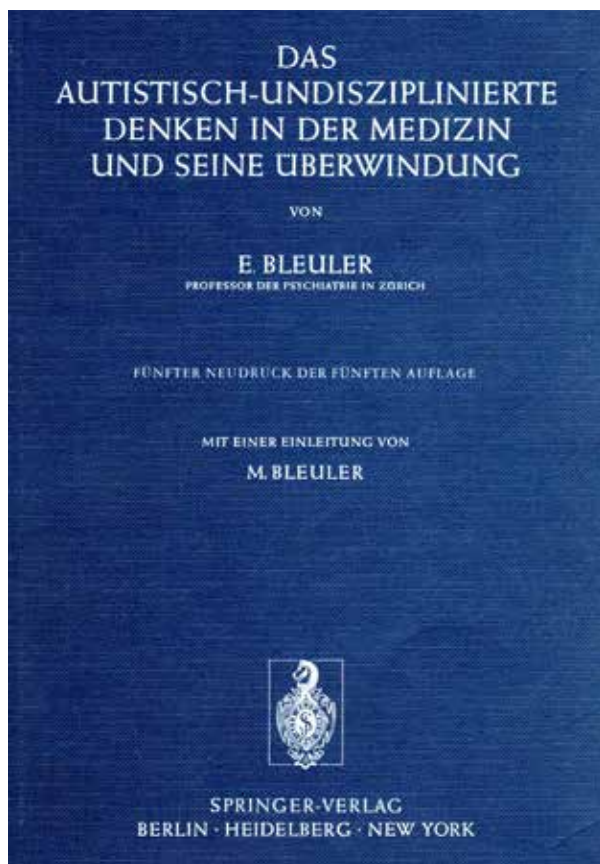 DAS
AUTISTISCH-UNDISZIPLINIERTE
DENKEN IN DER MEDIZIN
UND SEINE ÜBERWINDUNG
VON
E. BLEULER
PROFESSOR DER PSYCHIATRIE IN ZÜRICH
FÜNFTER NEUDRUCK DER FÜNFTEN AUFLAGE
MIT EINER EINLEITUNG VON
M. BLEULER
SPRINGER-VERLAG
BERLIN · HEIDELBERG · NEW YORK